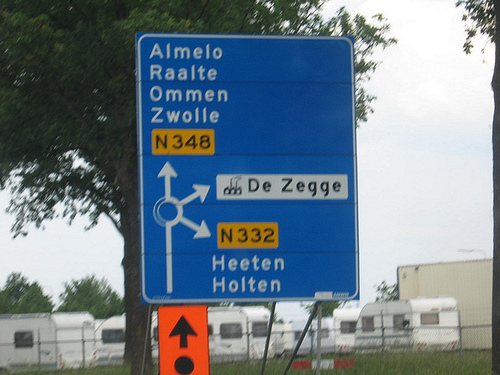 Almelo
Raalte
Ommen
Zwolle
N348
De Zegge
N332
Heeten
Holten